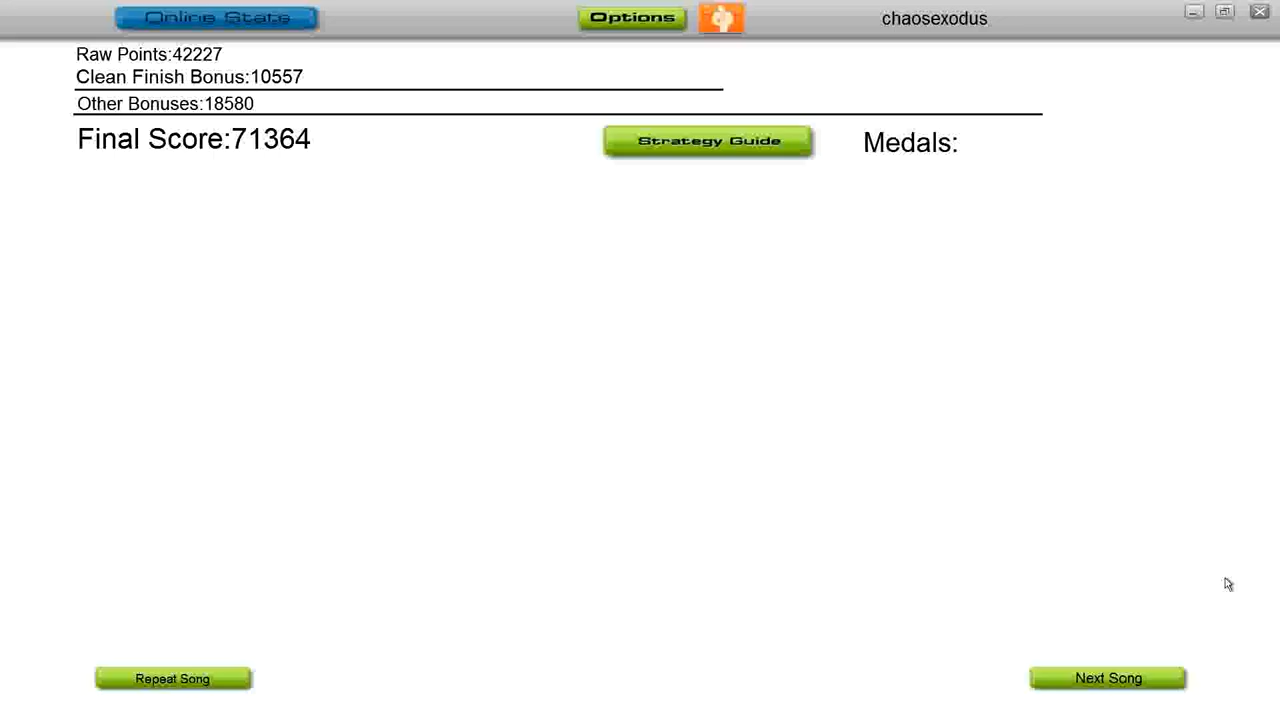 Online Stats
Options
chaosexodus
Raw Points:42227
Clean Finish Bonus:10557
Other Bonuses:18580
Final Score:71364
Strategy Guide
Medals:
Repeat Song
Next Song